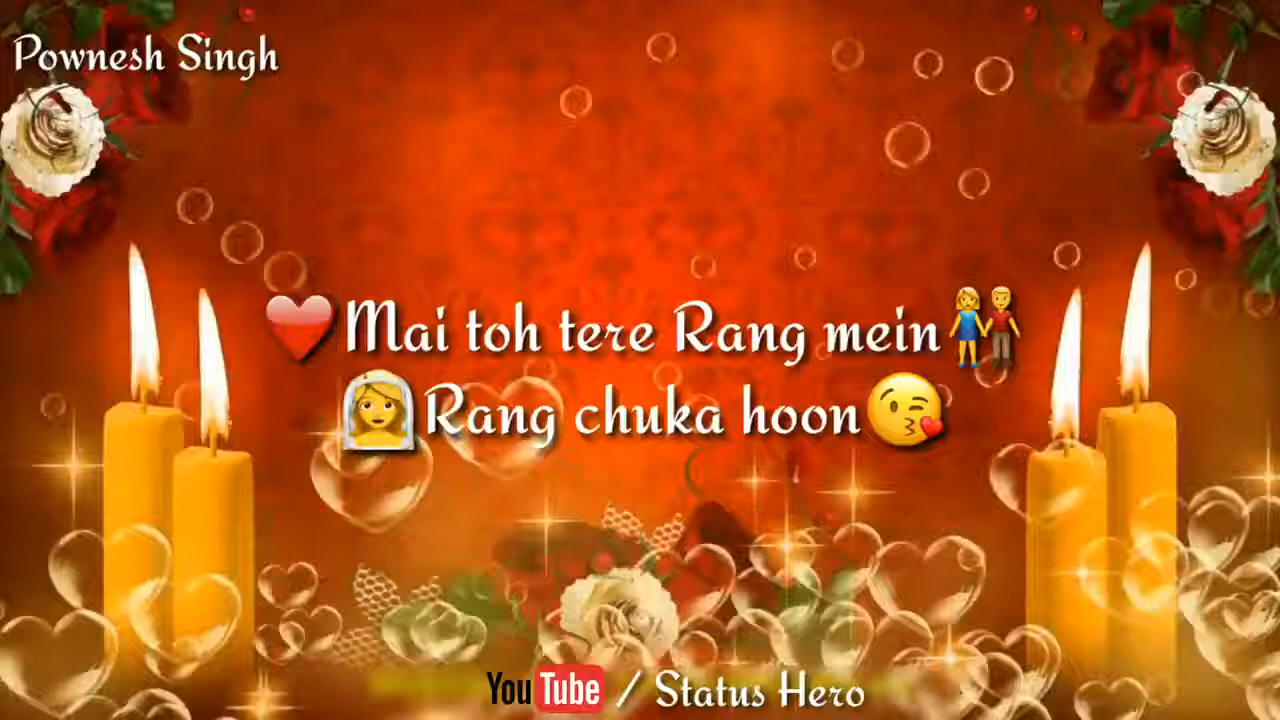 Pownesh Singh
❤️Mai toh tere Rang mein👫
👰Rang chuka hoon😘
YouTube / Status Hero